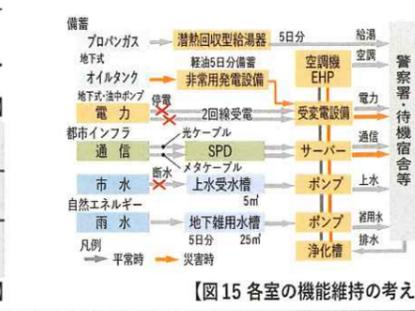 備蓄
プロパンガス 潜熱回収型給湯器 5日分 給湯
地下式 軽油5日分備蓄 空調機 空調
オイルタンク 非常用発電設備 EHP
地下式・油中ポンプ 停電 電力
電力 2回線受電 受変電設備
都市インフラ 光ケーブル 通信
通信 SPD サーバー
メタケーブル
断水
市水 上水受水槽 ポンプ 上水
5㎥
自然エネルギー
雨水 地下雑用水槽 ポンプ 雑用水
5日分 25㎥ 排水
凡例 浄化槽
平常時 災害時
警察署・待機宿舎等
【図15 各室の機能維持の考え